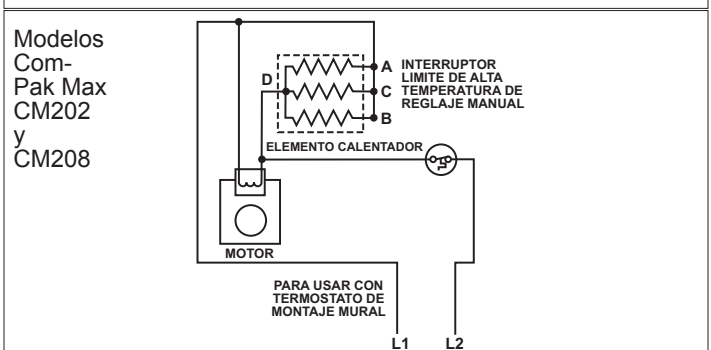 Modelos
Com-
Pak Max
CM202
y
CM208
A
INTERRUPTOR
LIMITE DE ALTA
TEMPERATURA DE
REGLAJE MANUAL
D
C
B
ELEMENTO CALENTADOR
MOTOR
PARA USAR CON
TERMOSTATO DE
MONTAJE MURAL
L1 L2